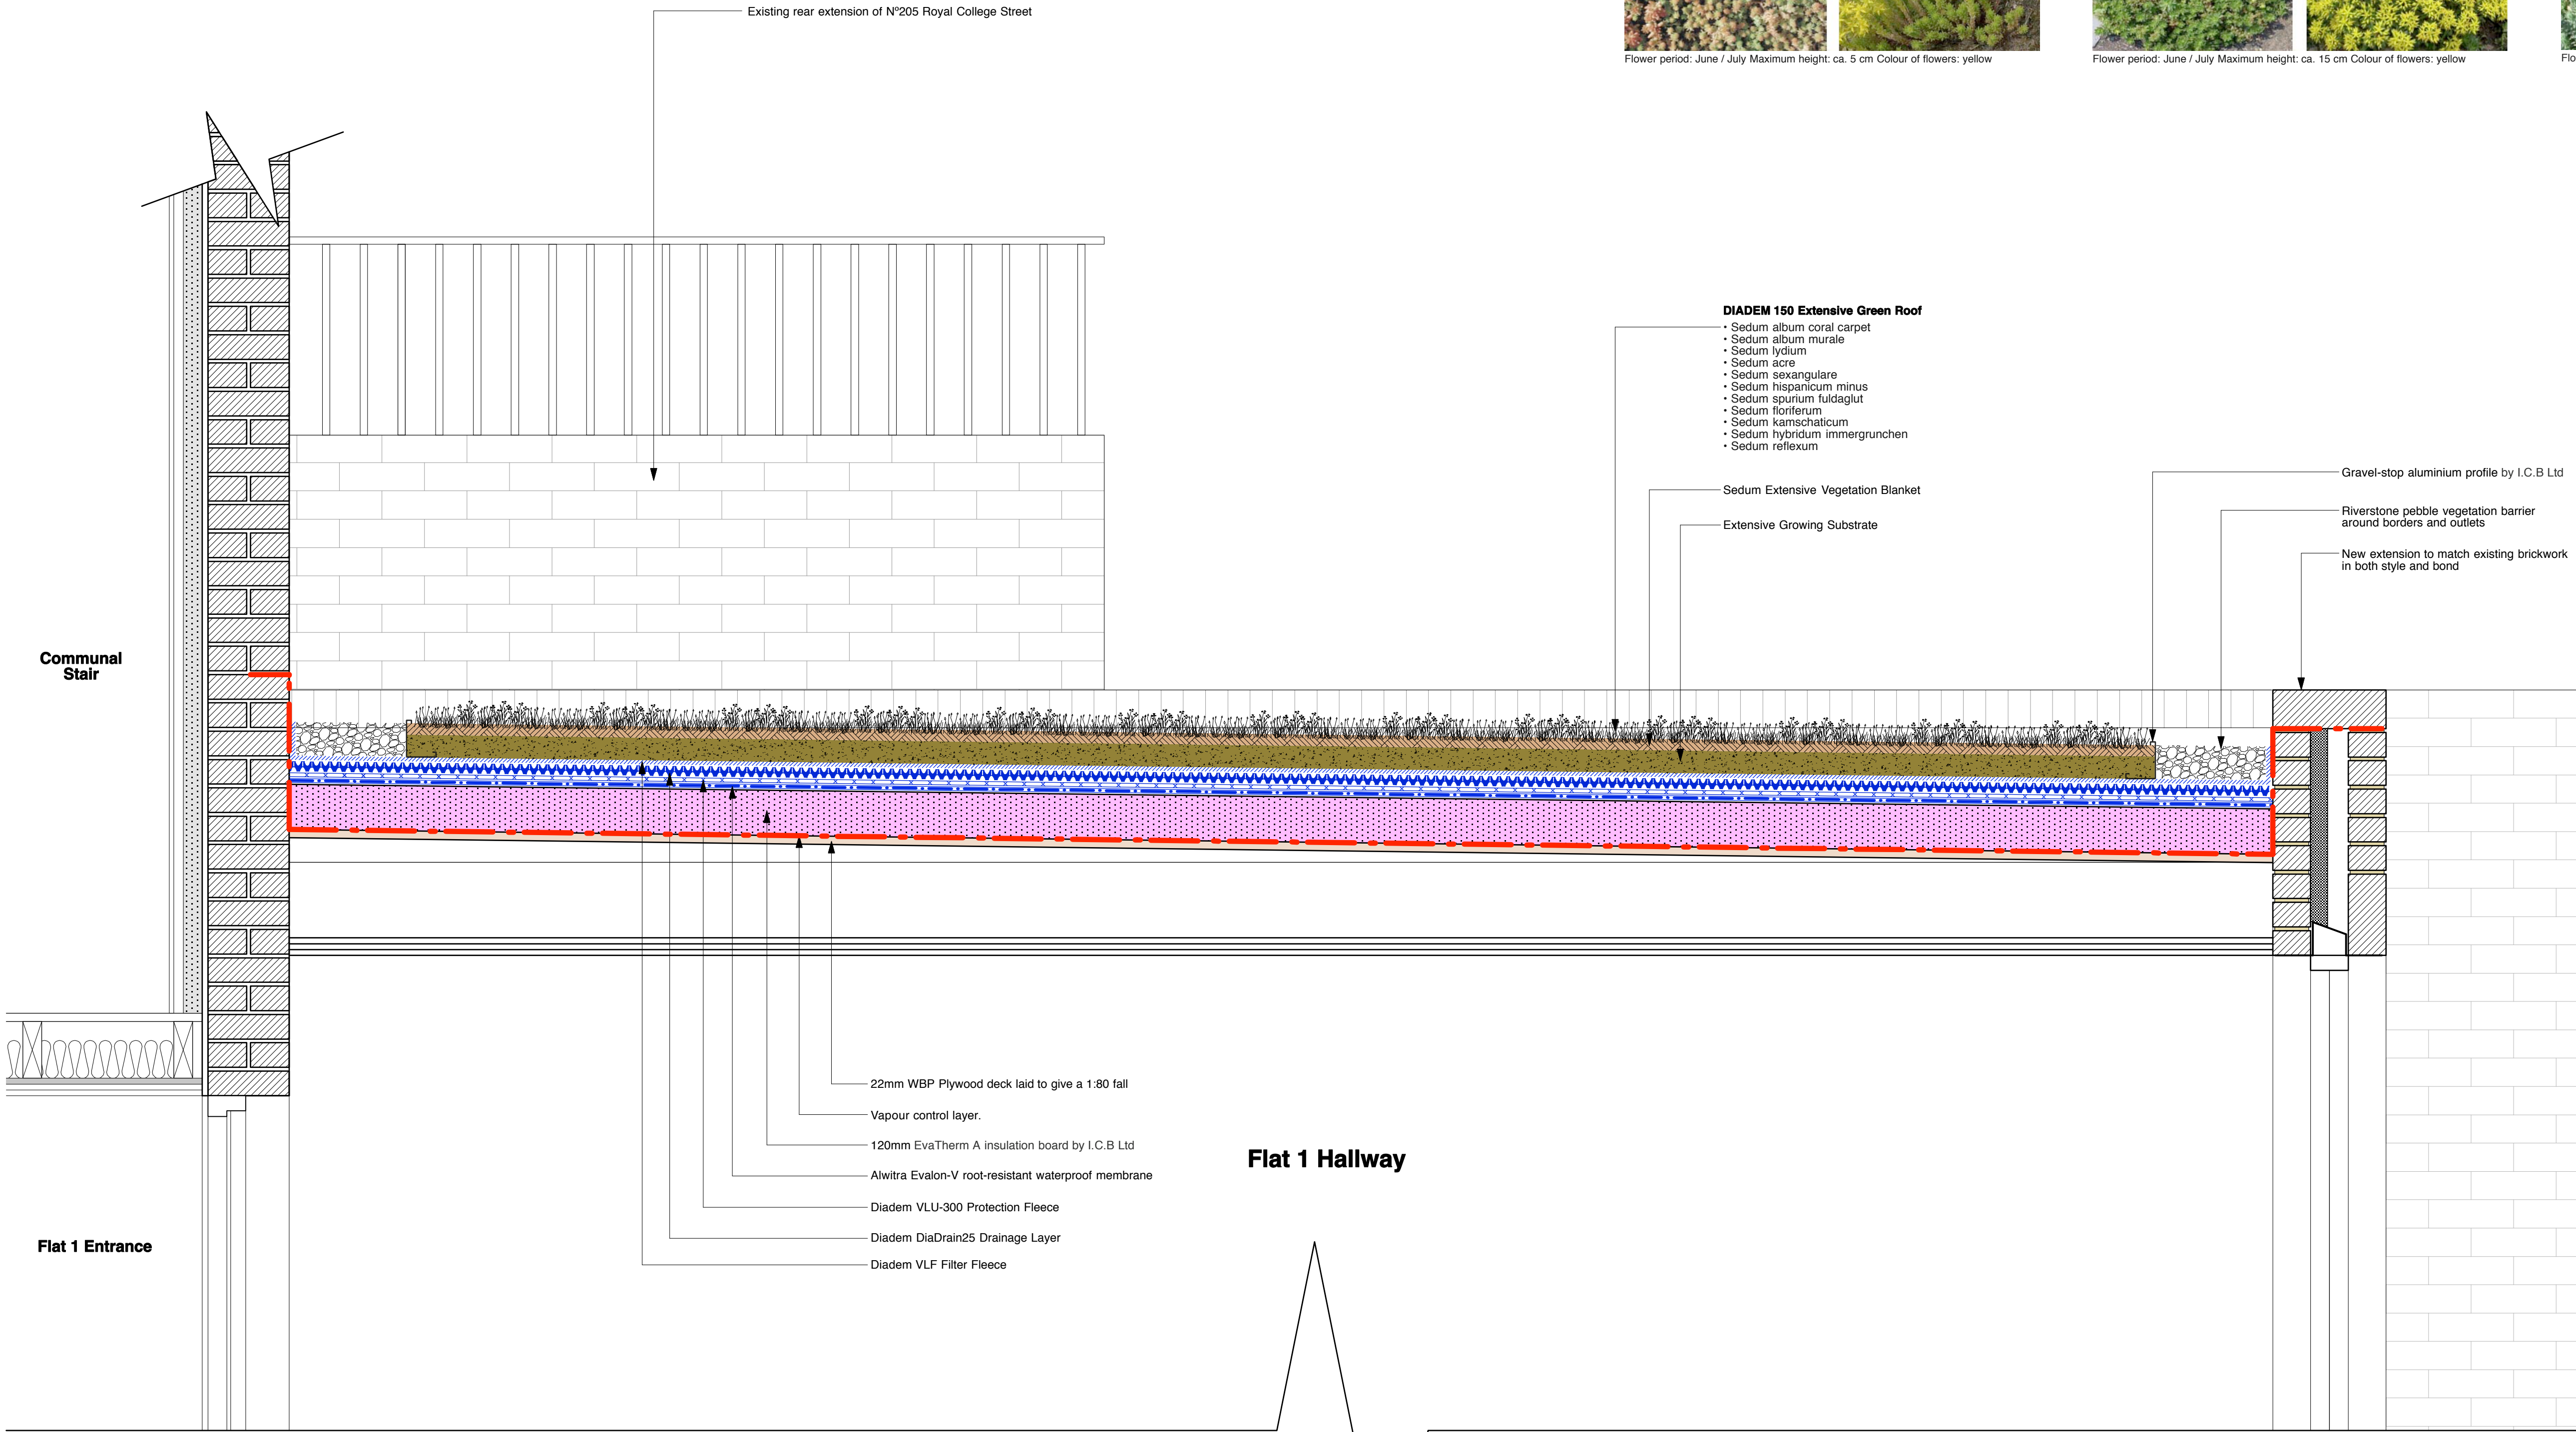 Existing rear extension of Nº205 Royal College Street
Flower period: June / July Maximum height: ca. 5 cm Colour of flowers: yellow
Flower period: June / July Maximum height: ca. 15 cm Colour of flowers: yellow
DIADEM 150 Extensive Green Roof
• Sedum album coral carpet
• Sedum album murale
• Sedum lydium
• Sedum acre
• Sedum sexangulare
• Sedum hispanicum minus
• Sedum spurium fuldaglut
• Sedum floriferum
• Sedum kamschaticum
• Sedum hybridum immergrunchen
• Sedum reflexum
Sedum Extensive Vegetation Blanket
Extensive Growing Substrate
Gravel-stop aluminium profile by I.C.B Ltd
Riverstone pebble vegetation barrier
around borders and outlets
New extension to match existing brickwork
in both style and bond
Communal
Stair
22mm WBP Plywood deck laid to give a 1:80 fall
Vapour control layer.
120mm EvaTherm A insulation board by I.C.B Ltd
Alwitra Evalon-V root-resistant waterproof membrane
Diadem VLU-300 Protection Fleece
Diadem DiaDrain25 Drainage Layer
Diadem VLF Filter Fleece
Flat 1 Hallway
Flat 1 Entrance